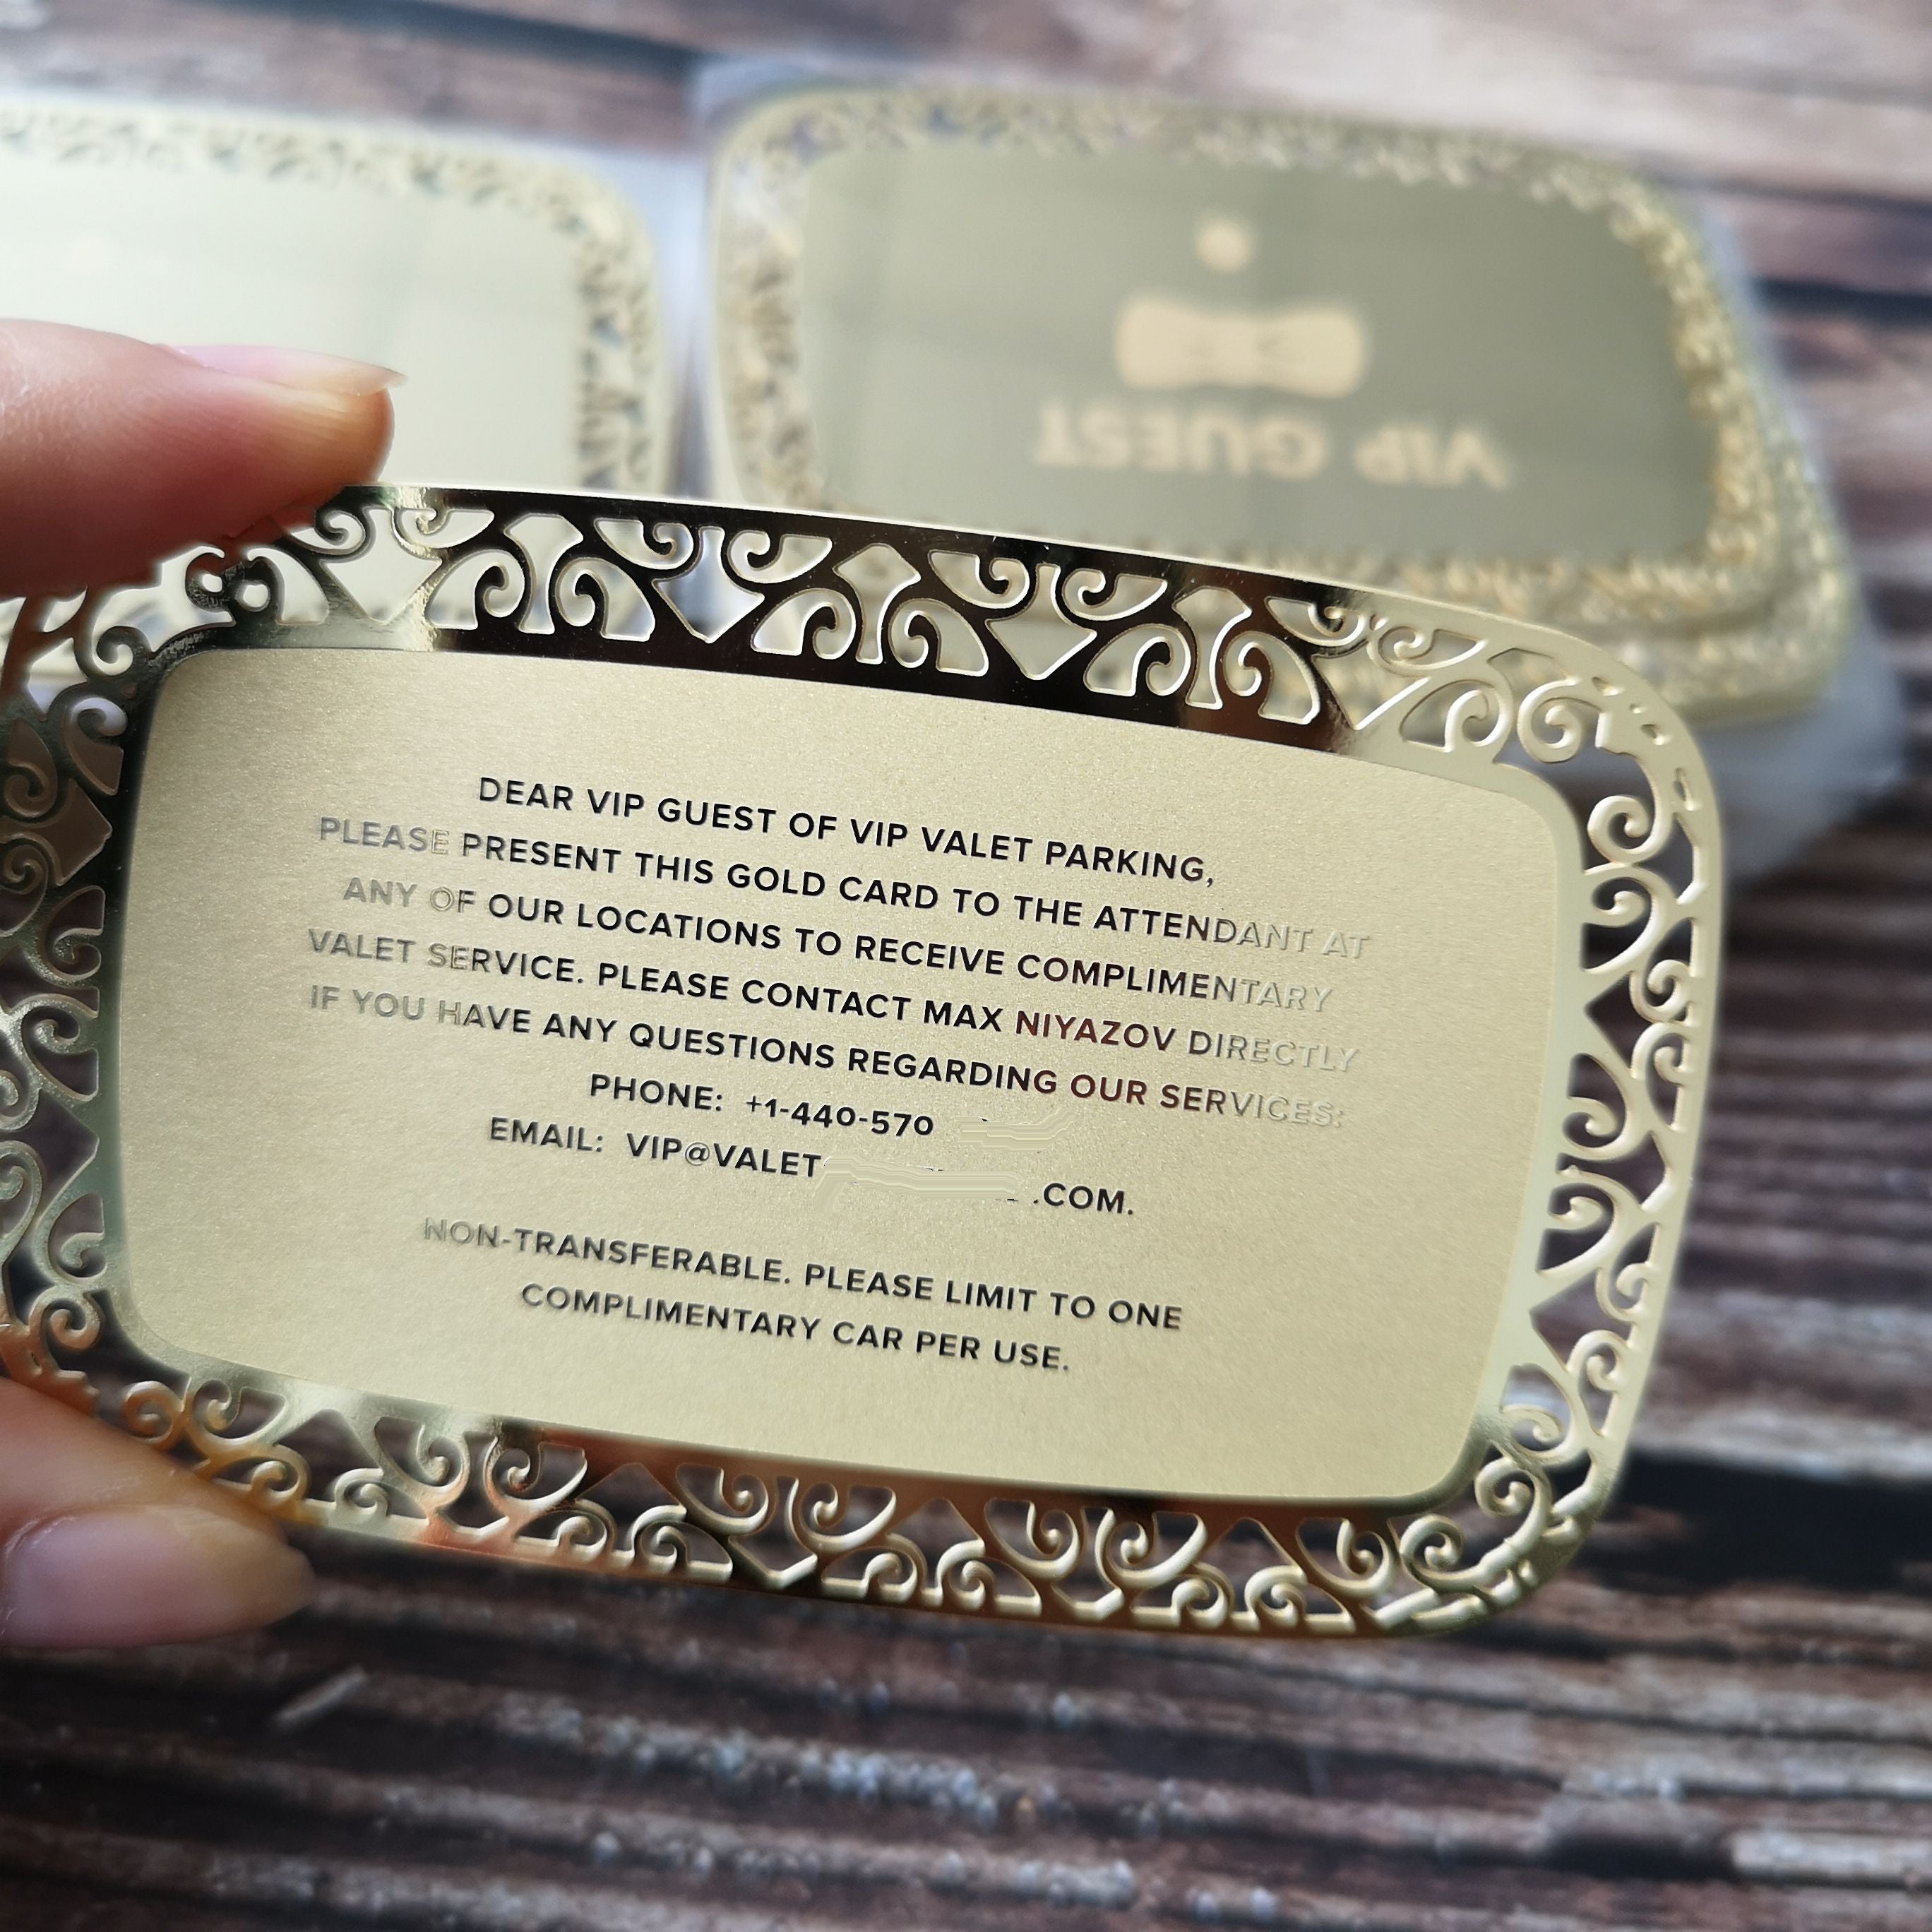 VIP GUEST
DEAR VIP GUEST OF VIP VALET PARKING,
PLEASE PRESENT THIS GOLD CARD TO THE ATTENDANT AT
ANY OF OUR LOCATIONS TO RECEIVE COMPLIMENTARY
VALET SERVICE. PLEASE CONTACT MAX NIYAZOV DIRECTLY
IF YOU HAVE ANY QUESTIONS REGARDING OUR SERVICES:
PHONE: +1-440-570
EMAIL: VIP@VALET .COM.
NON-TRANSFERABLE. PLEASE LIMIT TO ONE
COMPLIMENTARY CAR PER USE.